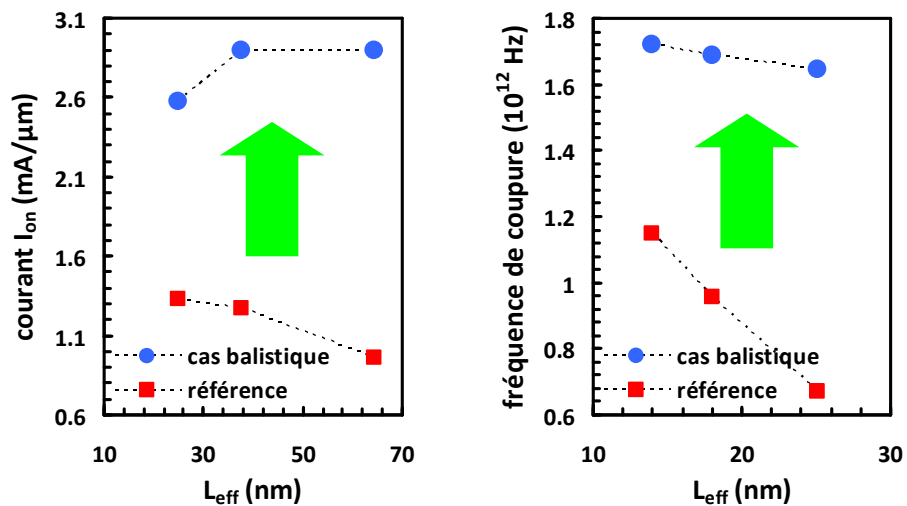 courant Ion (mA/µm)
3.1
2.6
2.1
1.6
1.1
0.6
cas balistique
référence
10
30
50
70
Leff (nm)
fréquence de coupure (10^12 Hz)
1.8
1.6
1.4
1.2
1
0.8
0.6
cas balistique
référence
10
20
30
Leff (nm)